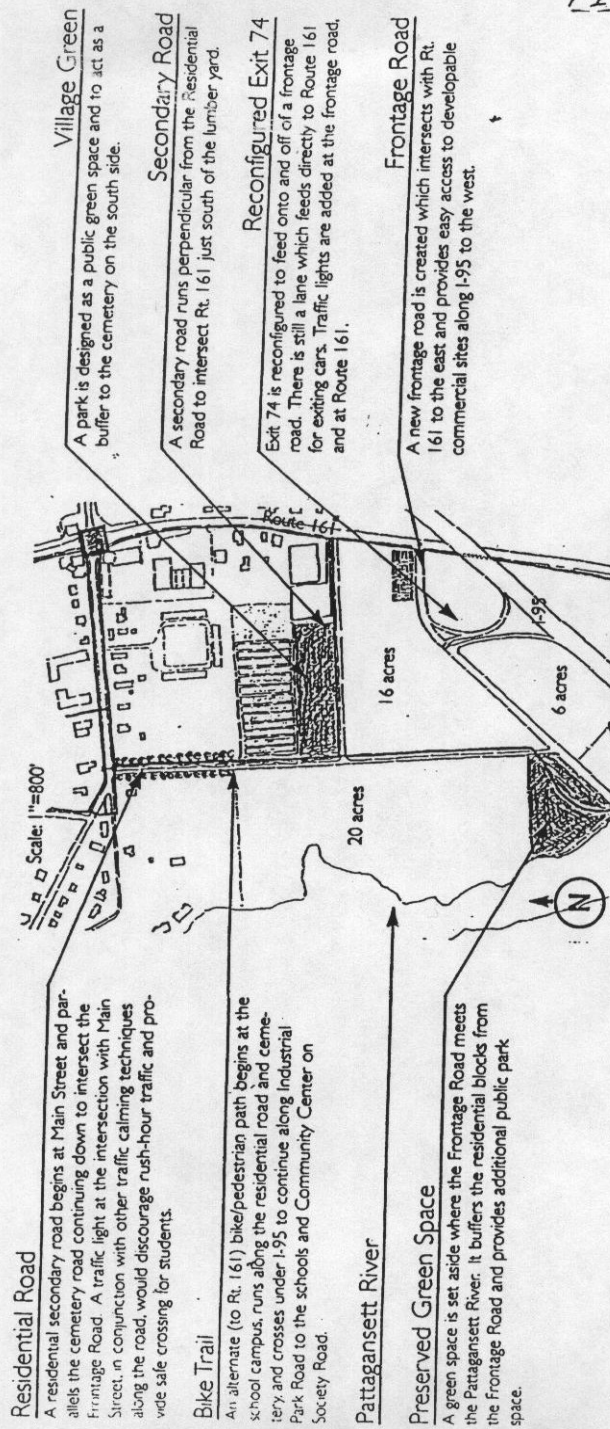 Residential Road
A residential secondary road begins at Main Street and par-
allels the cemetery road continuing down to intersect the
Frontage Road. A traffic light at the intersection with Main
Street, in conjunction with other traffic calming techniques
along the road, would discourage rush-hour traffic and pro-
vide safe crossing for students.
Bike Trail
An alternate (to Rt. 161) bike/pedestrian path begins at the
school campus, runs along the residential road and ceme-
tery, and crosses under I-95 to continue along Industrial
Park Road to the schools and Community Center on
Society Road.
Pattagansett River
Preserved Green Space
A green space is set aside where the Frontage Road meets
the Pattagansett River. It buffers the residential blocks from
the Frontage Road and provides additional public park
space.
Scale: 1"=800'
Route 161
20 acres
16 acres
6 acres
I-95
N
Village Green
A park is designed as a public green space and to act as a
buffer to the cemetery on the south side.
Secondary Road
A secondary road runs perpendicular from the Residential
Road to intersect Rt. 161 just south of the lumber yard.
Reconfigured Exit 74
Exit 74 is reconfigured to feed onto and off of a frontage
road. There is still a lane which feeds directly to Route 161
for exiting cars. Traffic lights are added at the frontage road,
and at Route 161.
Frontage Road
A new frontage road is created which intersects with Rt.
161 to the east and provides easy access to developable
commercial sites along I-95 to the west.